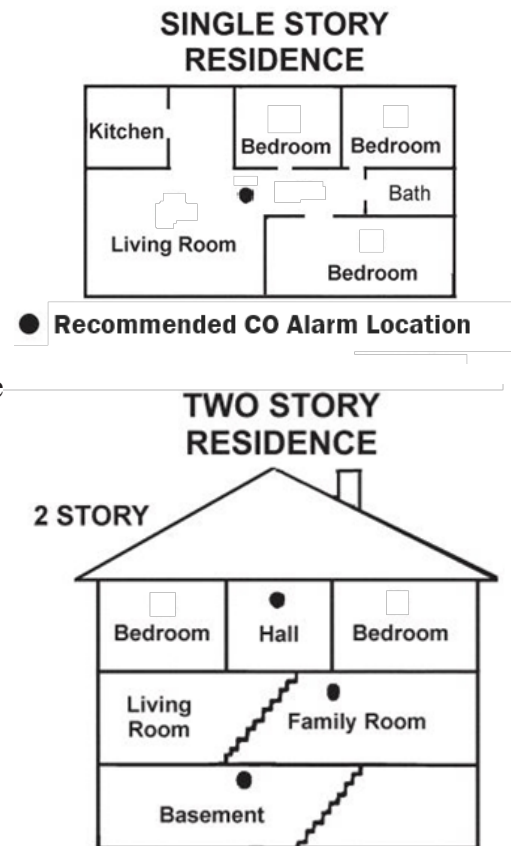 SINGLE STORY
RESIDENCE
Kitchen
Bedroom
Bedroom
Bath
Living Room
Bedroom
Recommended CO Alarm Location
e
TWO STORY
RESIDENCE
2 STORY
Bedroom
Hall
Bedroom
Living
Room
Family Room
Basement